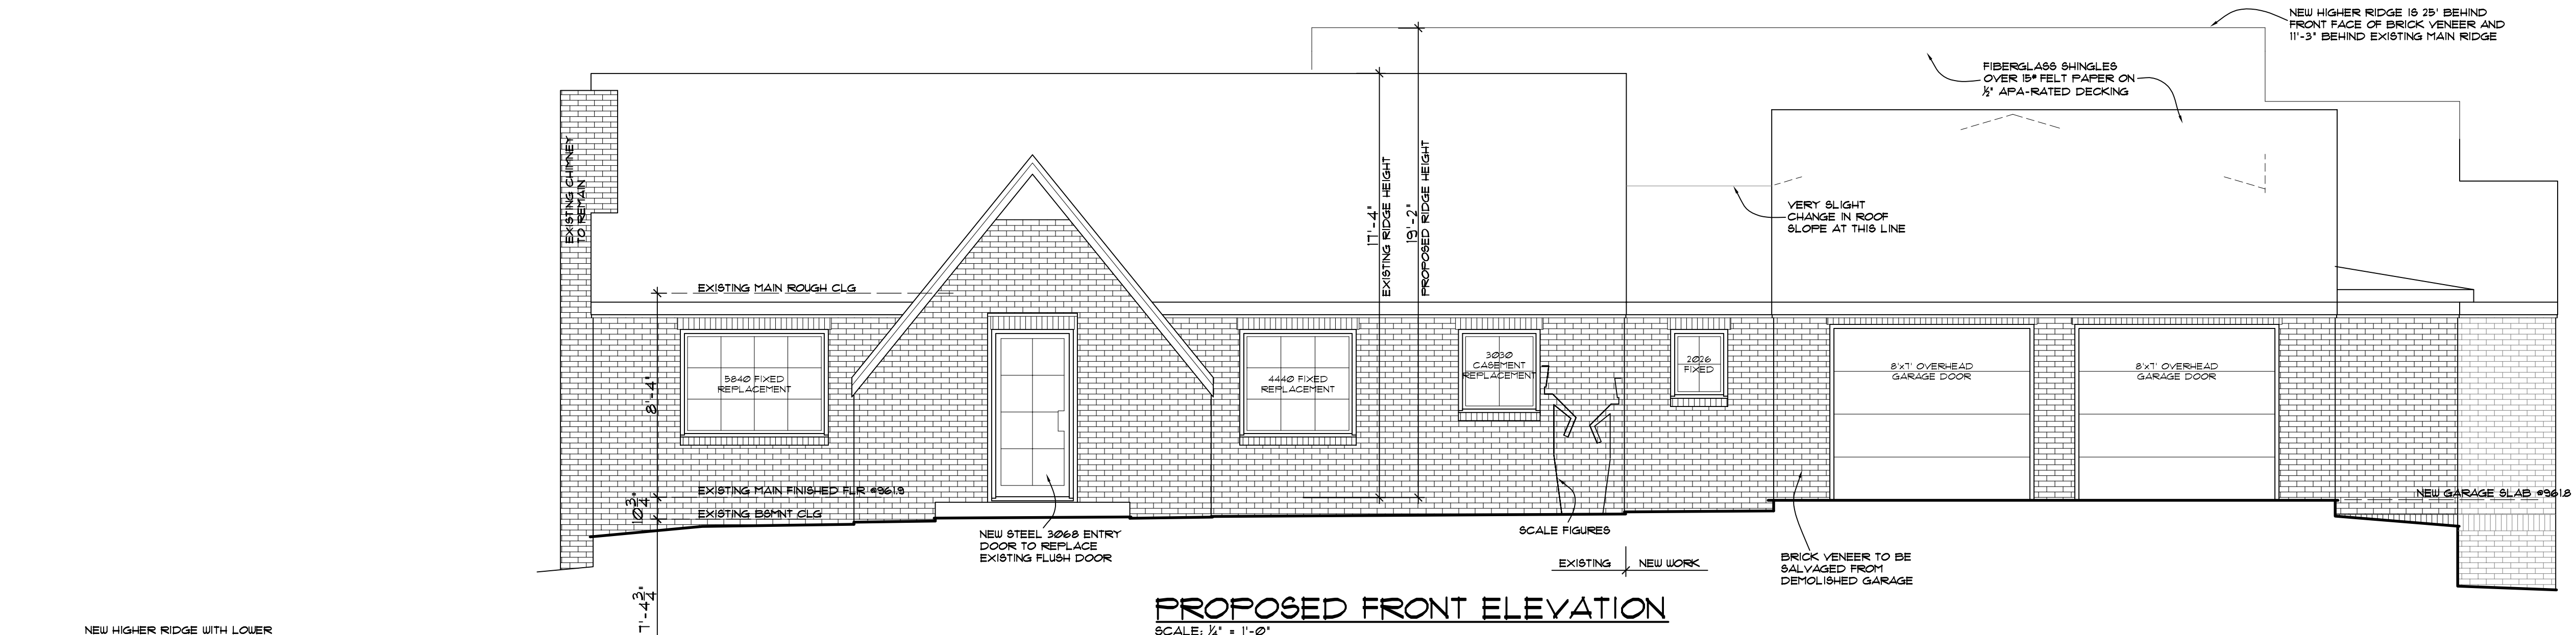 NEW HIGHER RIDGE IS 25' BEHIND
FRONT FACE OF BRICK VENEER AND
11'-3" BEHIND EXISTING MAIN RIDGE
FIBERGLASS SHINGLES
OVER 15# FELT PAPER ON
½" APA-RATED DECKING
EXISTING CHIMNEY
TO REMAIN
17'-4"
EXISTING RIDGE HEIGHT
19'-2"
PROPOSED RIDGE HEIGHT
VERY SLIGHT
CHANGE IN ROOF
SLOPE AT THIS LINE
EXISTING MAIN ROUGH CLG
8'-4"
5840 FIXED
REPLACEMENT
4440 FIXED
REPLACEMENT
3030
CASEMENT
REPLACEMENT
2026
FIXED
8'x7' OVERHEAD
GARAGE DOOR
8'x7' OVERHEAD
GARAGE DOOR
EXISTING MAIN FINISHED FLR @961.9
10¾"
EXISTING BSMNT CLG
NEW GARAGE SLAB @961.8
NEW STEEL 3068 ENTRY
DOOR TO REPLACE
EXISTING FLUSH DOOR
SCALE FIGURES
EXISTING
NEW WORK
BRICK VENEER TO BE
SALVAGED FROM
DEMOLISHED GARAGE
7'-4¾"
PROPOSED FRONT ELEVATION
SCALE: ¼" = 1'-0"
NEW HIGHER RIDGE WITH LOWER